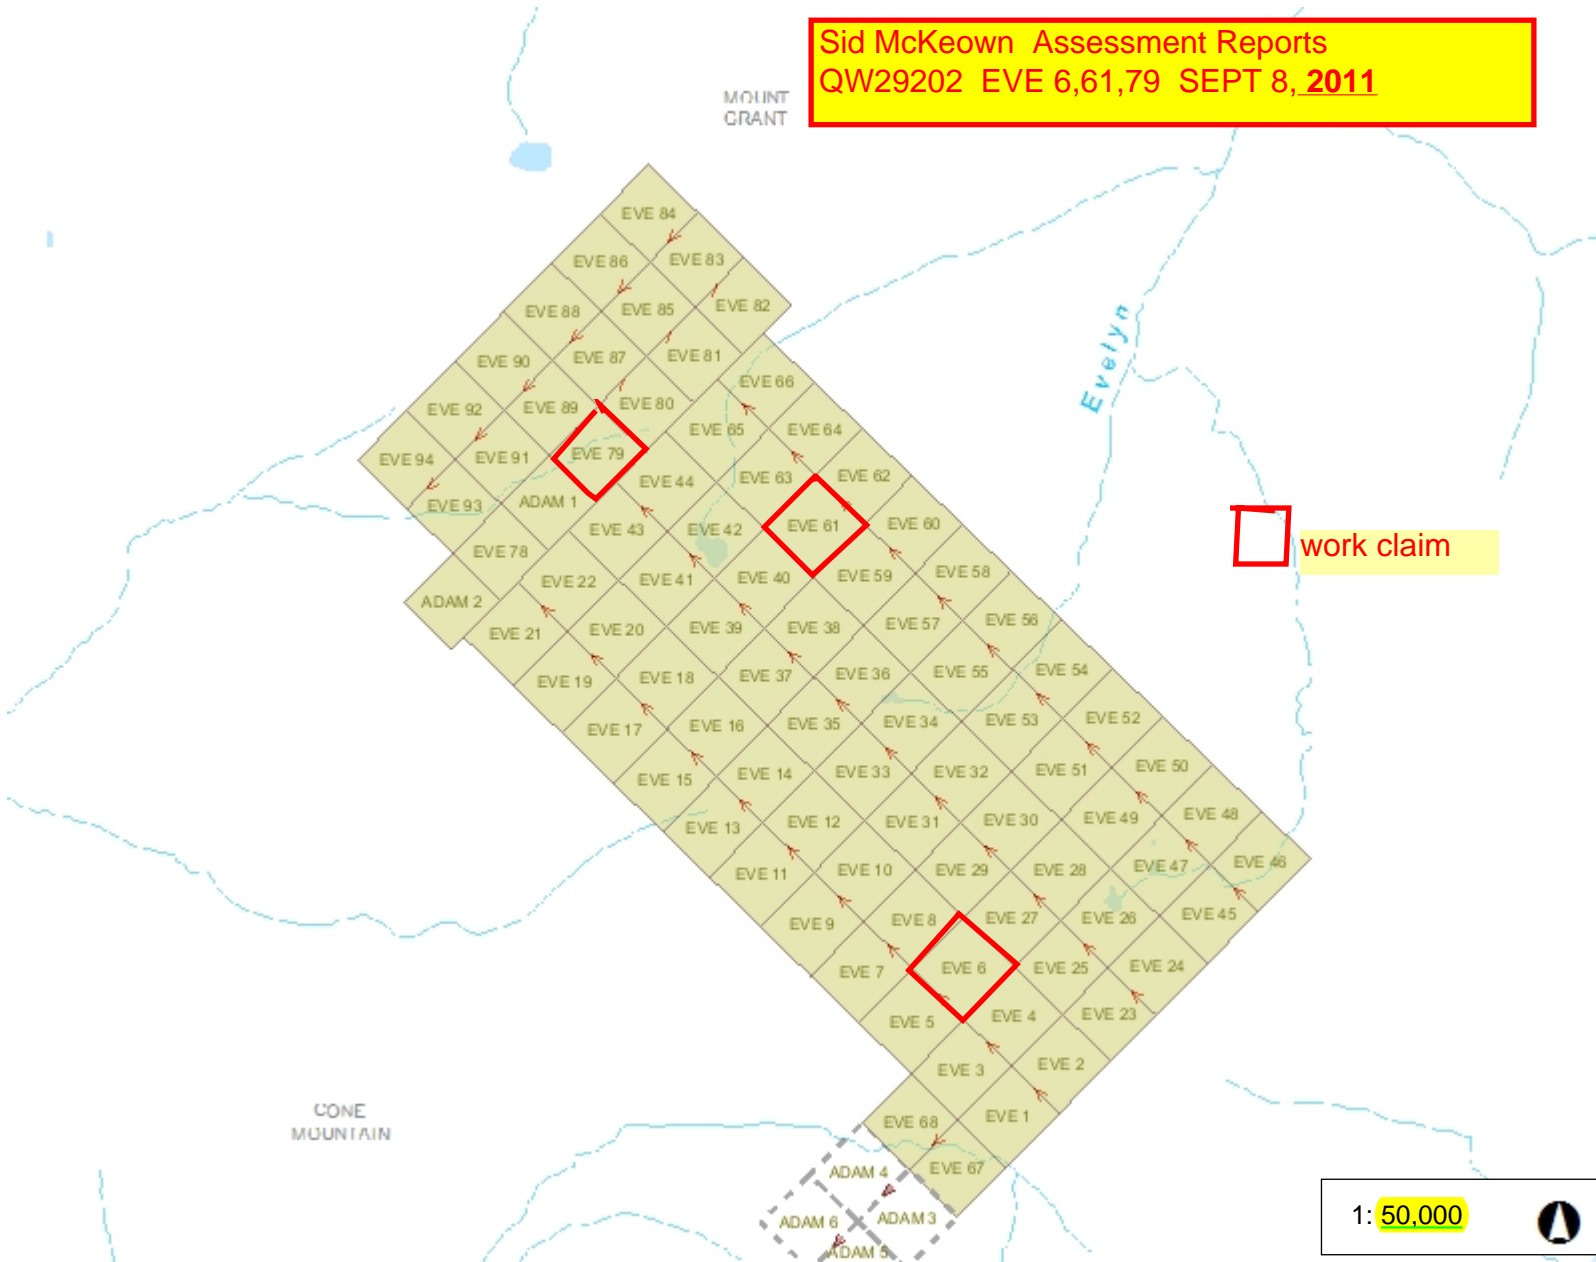 Sid McKeown Assessment Reports
QW29202 EVE 6,61,79 SEPT 8, 2011
MOUNT
GRANT
EVE 84
EVE 86
EVE 83
EVE 88
EVE 85
EVE 82
EVE 90
EVE 87
EVE 81
EVE 66
EVE 92
EVE 89
EVE 80
EVE 65
EVE 64
EVE 94
EVE 91
EVE 79
EVE 44
EVE 63
EVE 62
EVE 93
ADAM 1
EVE 43
EVE 42
EVE 61
EVE 60
EVE 78
EVE 22
EVE 41
EVE 40
EVE 59
EVE 58
ADAM 2
EVE 21
EVE 20
EVE 39
EVE 38
EVE 57
EVE 56
EVE 19
EVE 18
EVE 37
EVE 36
EVE 55
EVE 54
EVE 17
EVE 16
EVE 35
EVE 34
EVE 53
EVE 52
EVE 15
EVE 14
EVE 33
EVE 32
EVE 51
EVE 50
EVE 13
EVE 12
EVE 31
EVE 30
EVE 49
EVE 48
EVE 11
EVE 10
EVE 29
EVE 28
EVE 47
EVE 46
EVE 9
EVE 8
EVE 27
EVE 26
EVE 45
EVE 7
EVE 6
EVE 25
EVE 24
EVE 5
EVE 4
EVE 23
EVE 3
EVE 2
EVE 68
EVE 1
EVE 67
ADAM 4
ADAM 6
ADAM 3
ADAM 5
Evelyn
work claim
CONE
MOUNTAIN
1: 50,000